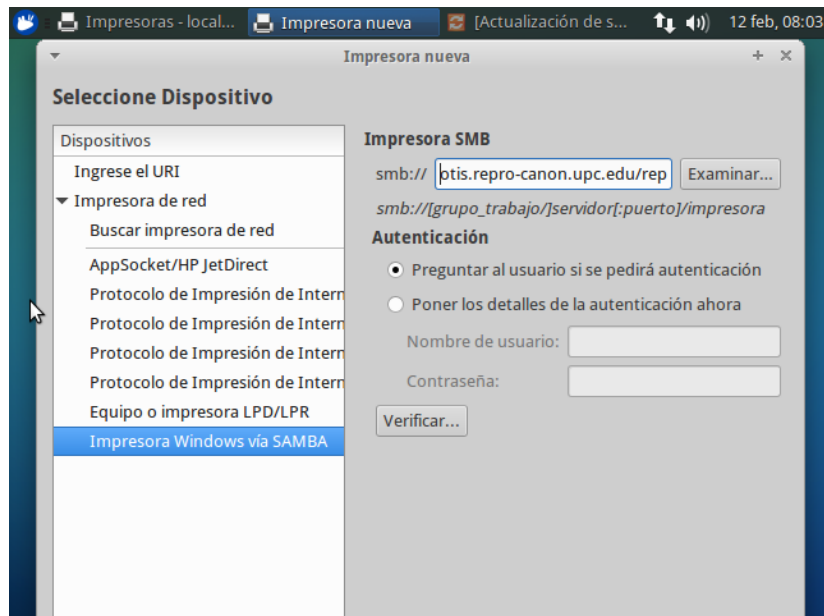 Impresoras - local... Impresora nueva [Actualización de s... 12 feb, 08:03
Impresora nueva
Seleccione Dispositivo
Dispositivos
Ingrese el URI
Impresora de red
Buscar impresora de red
AppSocket/HP JetDirect
Protocolo de Impresión de Intern
Protocolo de Impresión de Intern
Protocolo de Impresión de Intern
Protocolo de Impresión de Intern
Equipo o impresora LPD/LPR
Impresora Windows vía SAMBA
Impresora SMB
smb:// otis.repro-canon.upc.edu/rep Examinar...
smb://[grupo_trabajo/]servidor[:puerto]/impresora
Autenticación
Preguntar al usuario si se pedirá autenticación
Poner los detalles de la autenticación ahora
Nombre de usuario:
Contraseña:
Verificar...